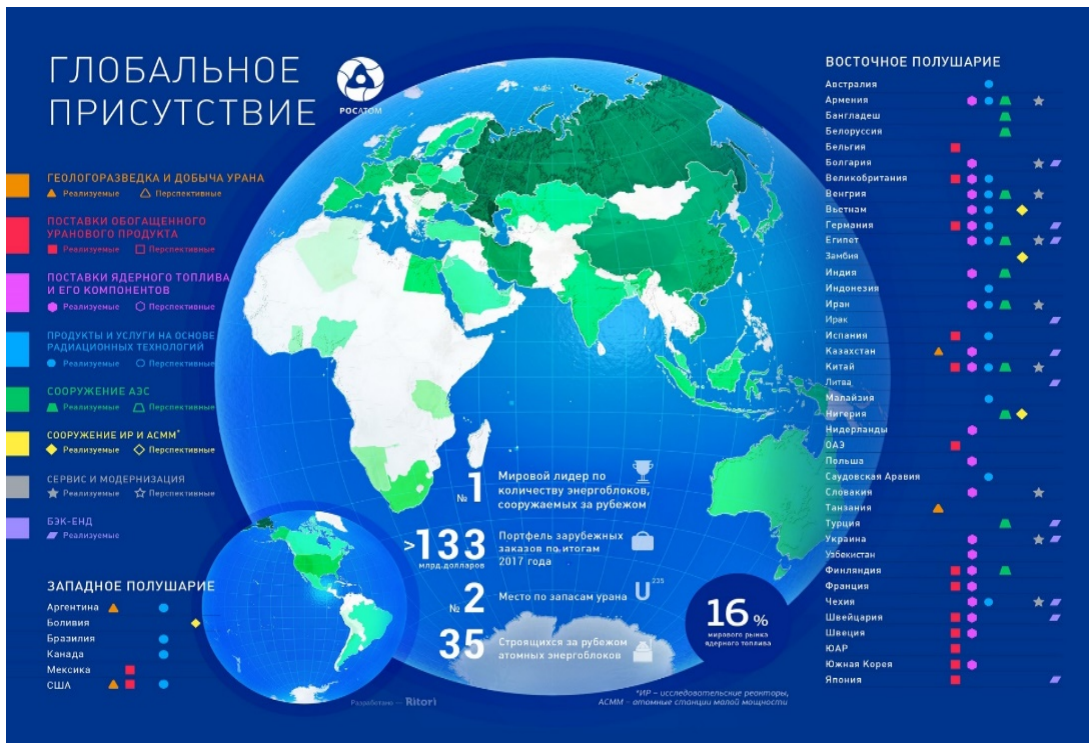 ГЛОБАЛЬНОЕ
ПРИСУТСТВИЕ
РОСАТОМ
ГЕОЛОГОРАЗВЕДКА И ДОБЫЧА УРАНА
Реализуемые Перспективные
ПОСТАВКИ ОБОГАЩЕННОГО
УРАНОВОГО ПРОДУКТА
Реализуемые Перспективные
ПОСТАВКИ ЯДЕРНОГО ТОПЛИВА
И ЕГО КОМПОНЕНТОВ
Реализуемые Перспективные
ПРОДУКТЫ И УСЛУГИ НА ОСНОВЕ
РАДИАЦИОННЫХ ТЕХНОЛОГИЙ
Реализуемые Перспективные
СООРУЖЕНИЕ АЭС
Реализуемые Перспективные
СООРУЖЕНИЕ ИР И АСММ*
Реализуемые Перспективные
СЕРВИС И МОДЕРНИЗАЦИЯ
Реализуемые Перспективные
БЭК-ЕНД
Реализуемые
ЗАПАДНОЕ ПОЛУШАРИЕ
Аргентина
Боливия
Бразилия
Канада
Мексика
США
№1 Мировой лидер по
количеству энергоблоков,
сооружаемых за рубежом
>133
млрд.долларов
Портфель зарубежных
заказов по итогам
2017 года
№2 Место по запасам урана U235
35 Строящихся за рубежом
атомных энергоблоков
16 %
мирового рынка
ядерного топлива
Разработано — Ritori
*ИР – исследовательские реакторы,
АСММ – атомные станции малой мощности
ВОСТОЧНОЕ ПОЛУШАРИЕ
Австралия
Армения
Бангладеш
Белоруссия
Бельгия
Болгария
Великобритания
Венгрия
Вьетнам
Германия
Египет
Замбия
Индия
Индонезия
Иран
Ирак
Испания
Казахстан
Китай
Литва
Малайзия
Нигерия
Нидерланды
ОАЭ
Польша
Саудовская Аравия
Словакия
Танзания
Турция
Украина
Узбекистан
Финляндия
Франция
Чехия
Швейцария
Швеция
ЮАР
Южная Корея
Япония